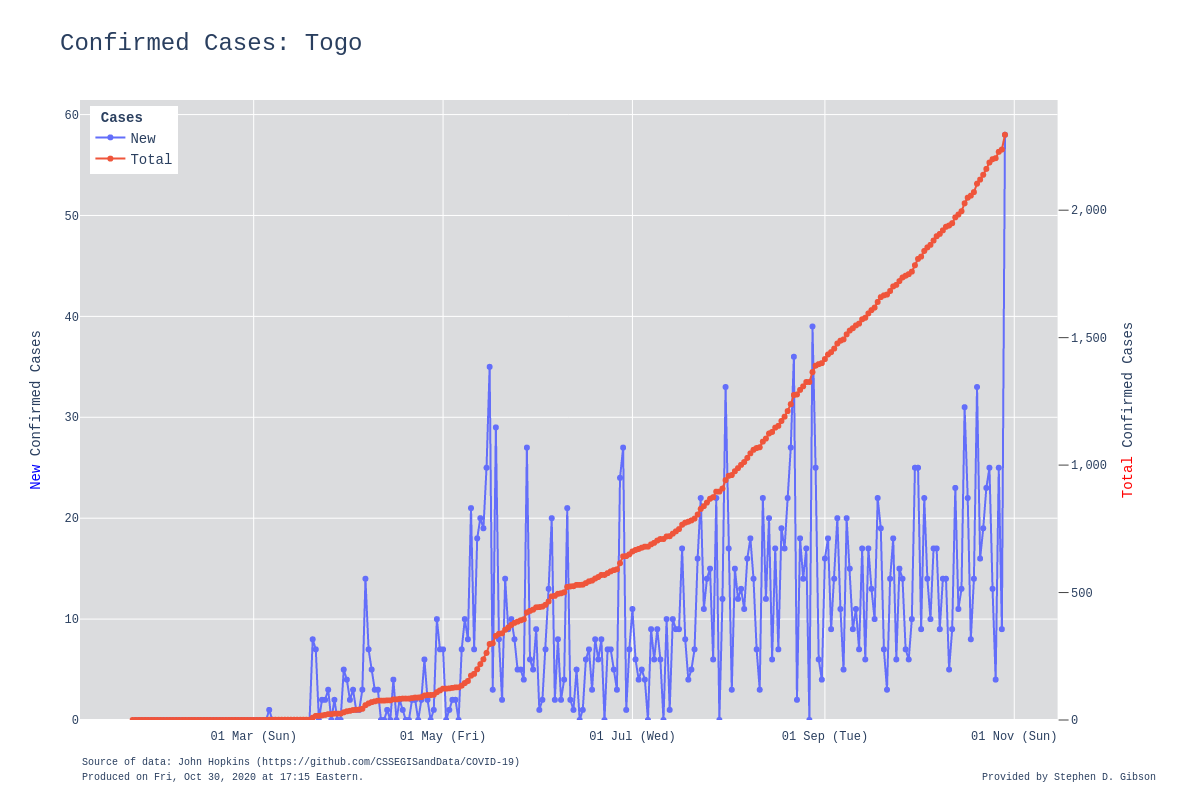 Confirmed Cases: Togo
Cases
New
Total
60
50
40
30
20
10
0
2,000
1,500
1,000
500
0
New Confirmed Cases
Total Confirmed Cases
01 Mar (Sun)
01 May (Fri)
01 Jul (Wed)
01 Sep (Tue)
01 Nov (Sun)
Source of data: John Hopkins (https://github.com/CSSEGISandData/COVID-19)
Produced on Fri, Oct 30, 2020 at 17:15 Eastern.
Provided by Stephen D. Gibson